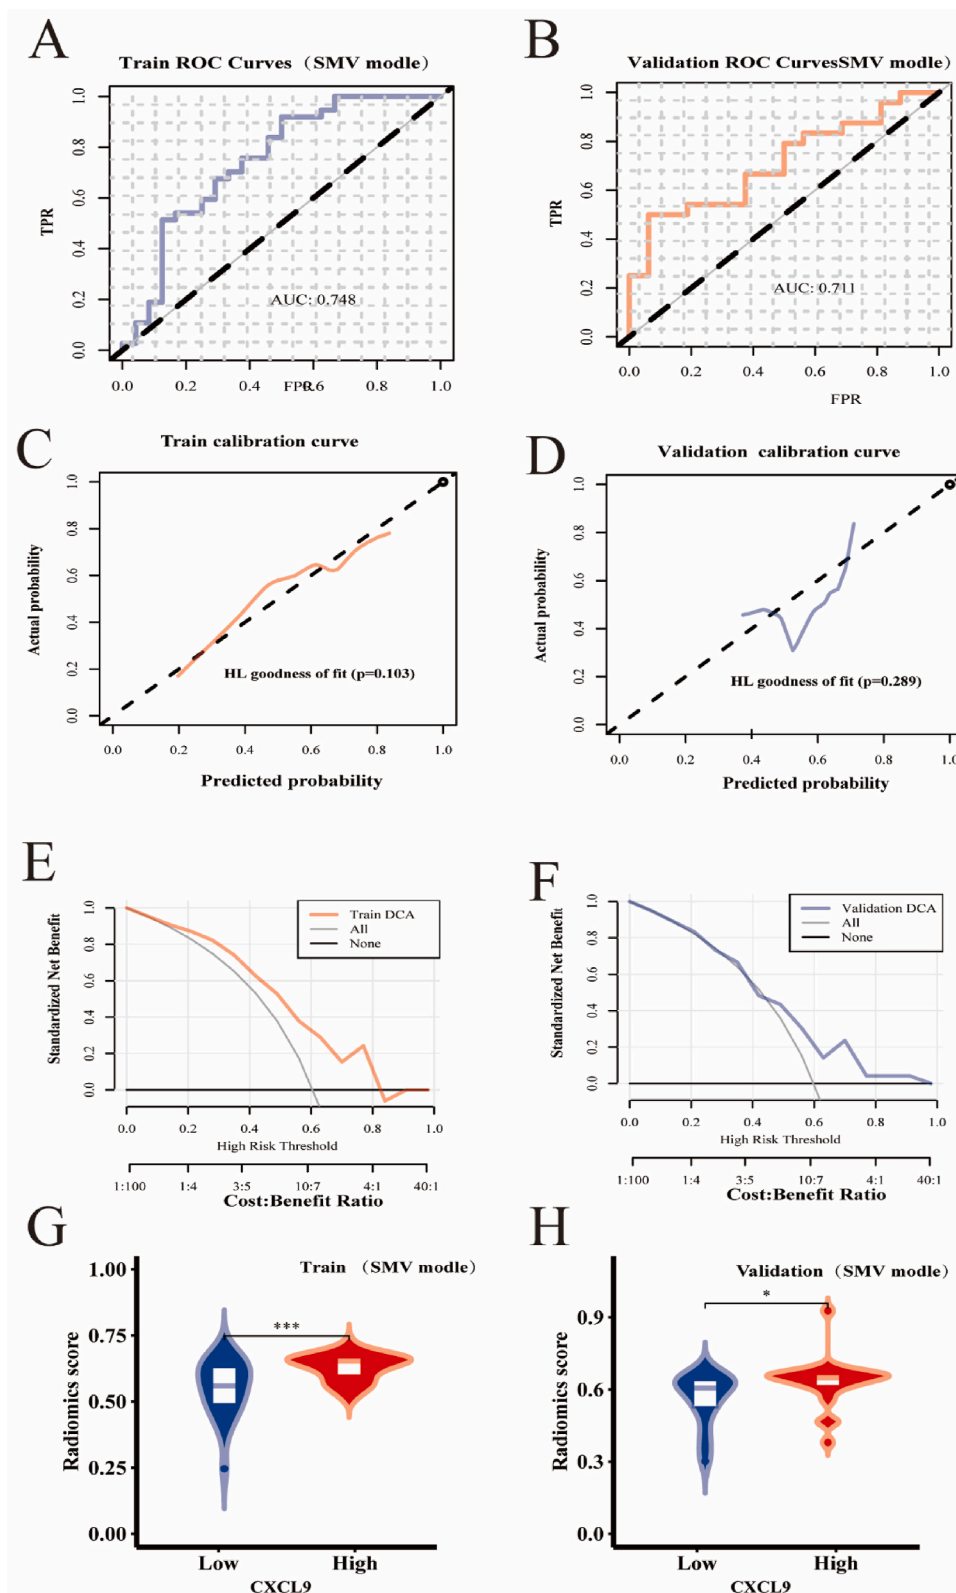 A
Train ROC Curves（SMV modle）
TPR
1.0
0.8
0.6
0.4
0.2
0.0
AUC: 0.748
0.0 0.2 0.4 0.6 0.8 1.0
FPR
B
Validation ROC CurvesSMV modle）
TPR
1.0
0.8
0.6
0.4
0.2
0.0
AUC: 0.711
0.0 0.2 0.4 0.6 0.8 1.0
FPR
C
Train calibration curve
Actual probability
1.0
0.8
0.6
0.4
0.2
0.0
HL goodness of fit (p=0.103)
0.0 0.2 0.4 0.6 0.8 1.0
Predicted probability
D
Validation calibration curve
Actual probability
1.0
0.8
0.6
0.4
0.2
0.0
HL goodness of fit (p=0.289)
0.0 0.2 0.4 0.6 0.8 1.0
Predicted probability
E
Standardized Net Benefit
1.0
0.8
0.6
0.4
0.2
0.0
Train DCA
All
None
0.0 0.2 0.4 0.6 0.8 1.0
High Risk Threshold
1:100 1:4 3:5 10:7 4:1 40:1
Cost:Benefit Ratio
F
Standardized Net Benefit
1.0
0.8
0.6
0.4
0.2
0.0
Validation DCA
All
None
0.0 0.2 0.4 0.6 0.8 1.0
High Risk Threshold
1:100 1:4 3:5 10:7 4:1 40:1
Cost:Benefit Ratio
G
Train （SMV modle）
Radiomics score
1.00
0.75
0.50
0.25
0.00
***
Low High
CXCL9
H
Validation（SMV modle）
Radiomics score
0.9
0.6
0.3
0.0
*
Low High
CXCL9